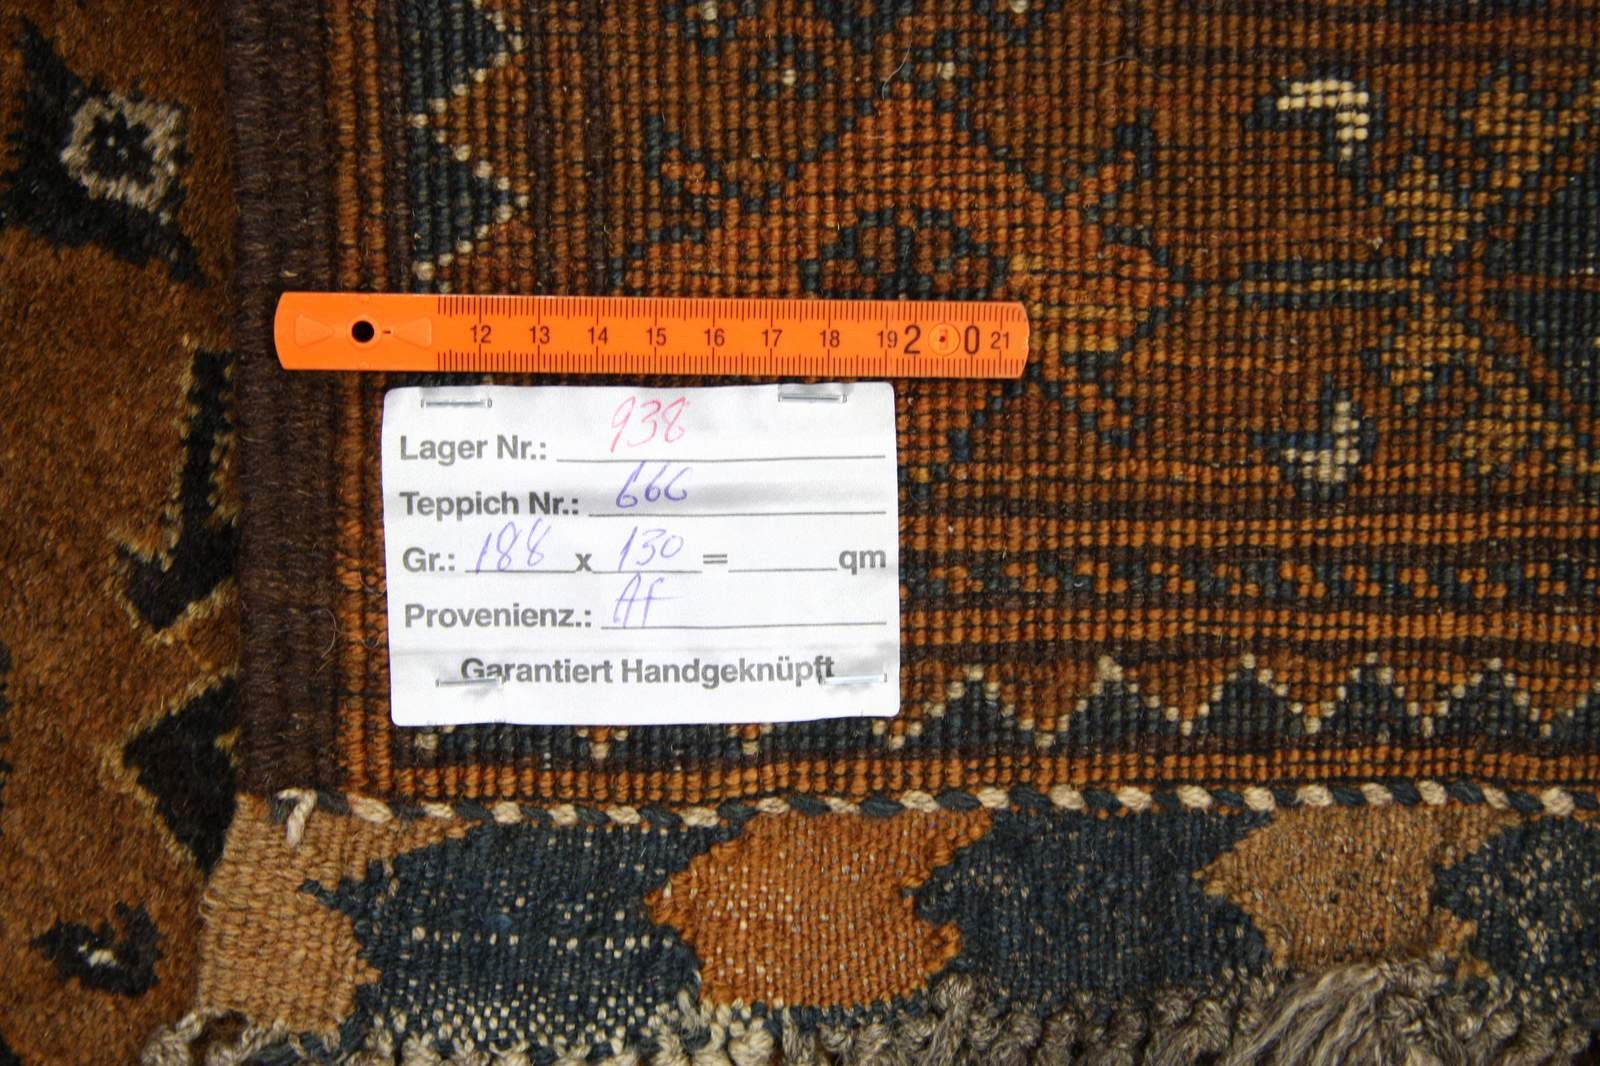 12 13 14 15 16 17 18 19 20 21
Lager Nr.: 938
Teppich Nr.: 666
Gr.: 188 x 130 = qm
Provenienz.: Af
Garantiert Handgeknüpft